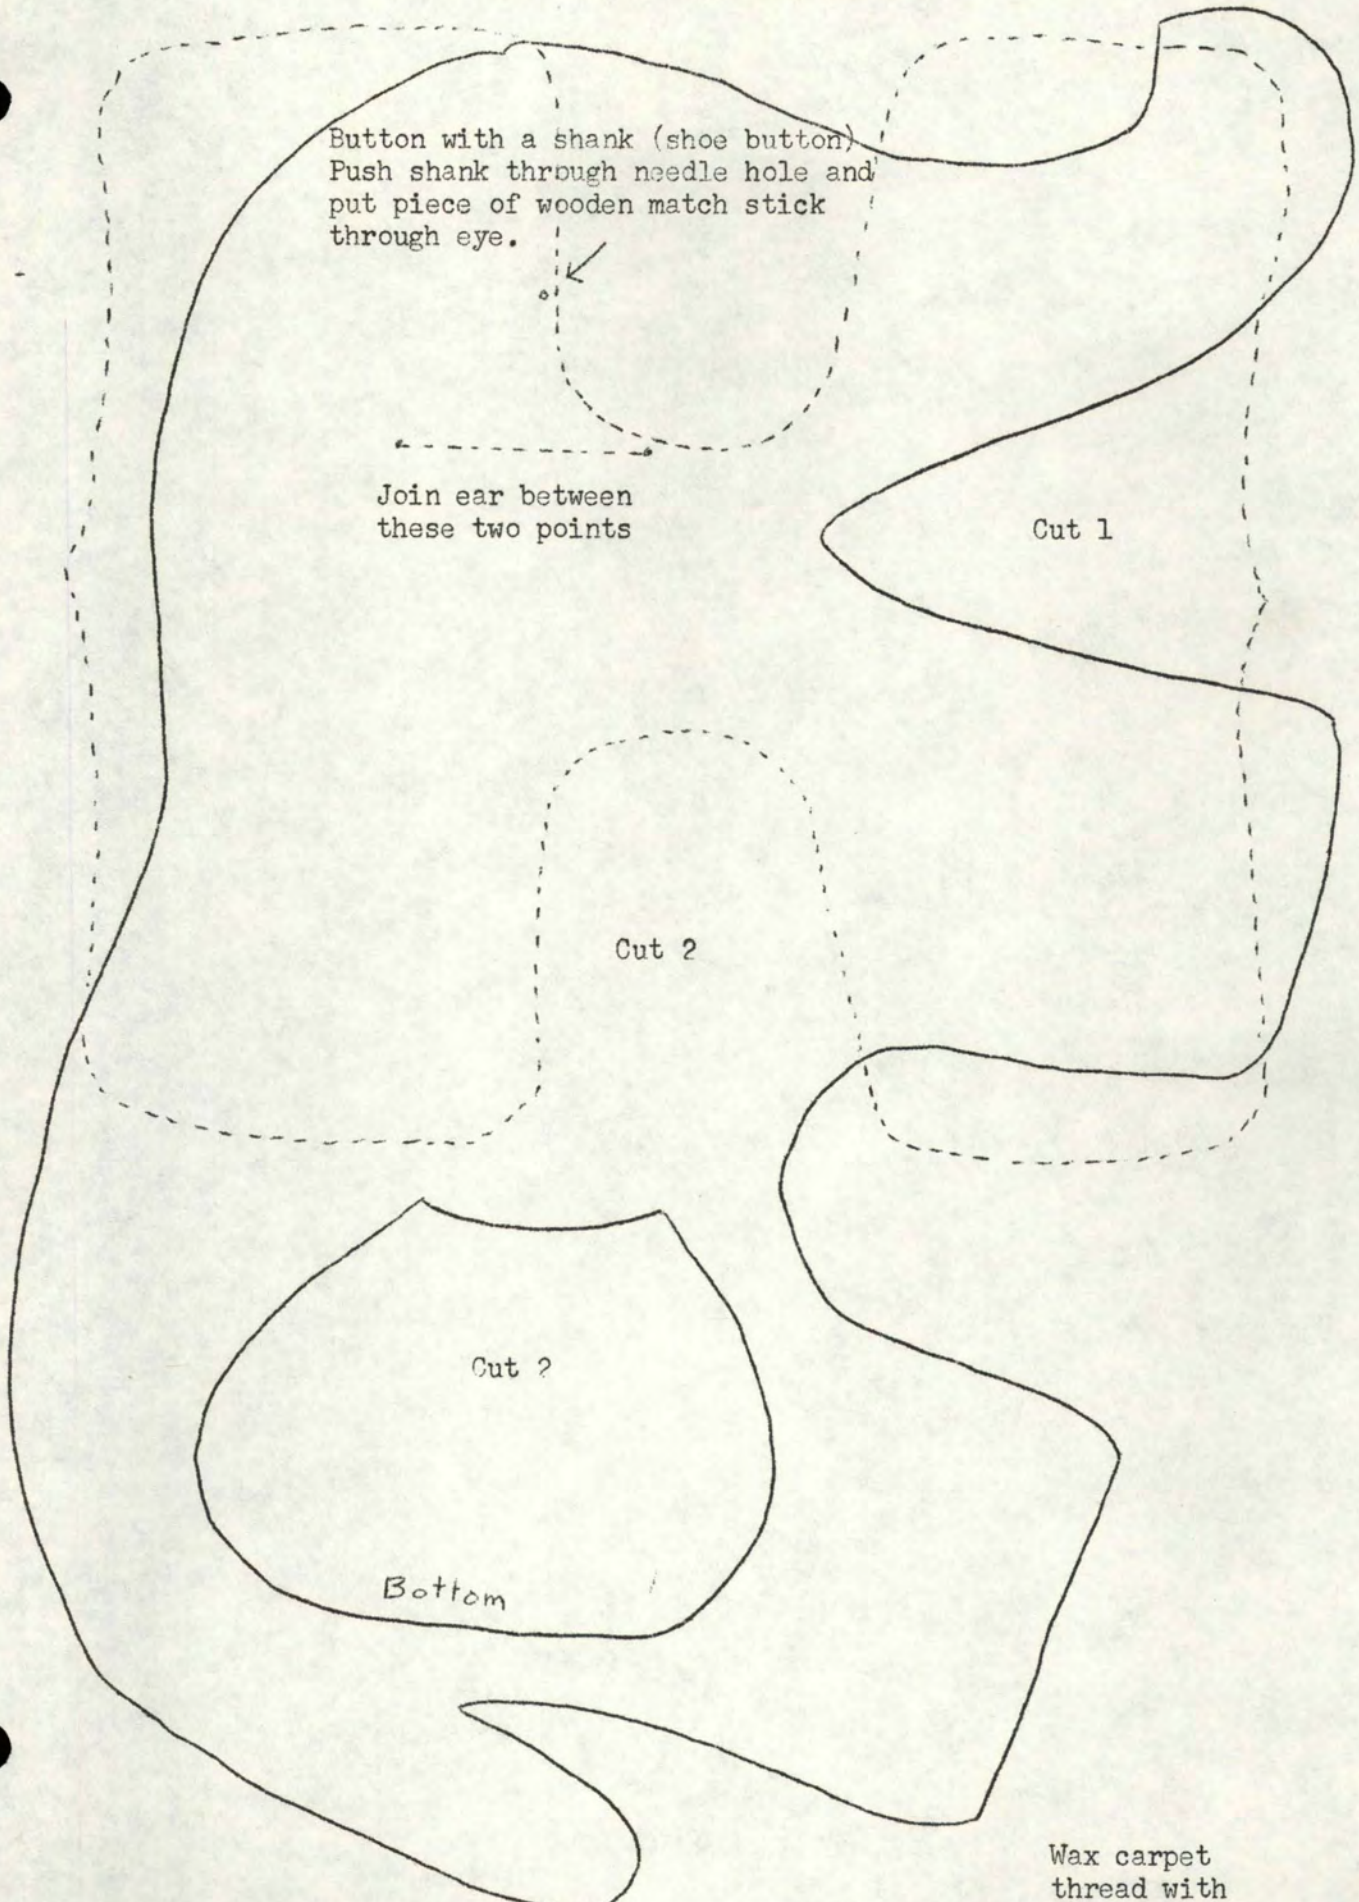 Button with a shank (shoe button)
Push shank through needle hole and
put piece of wooden match stick
through eye.
Join ear between
these two points
Cut 1
Cut 2
Cut 2
Bottom
Wax carpet
thread with